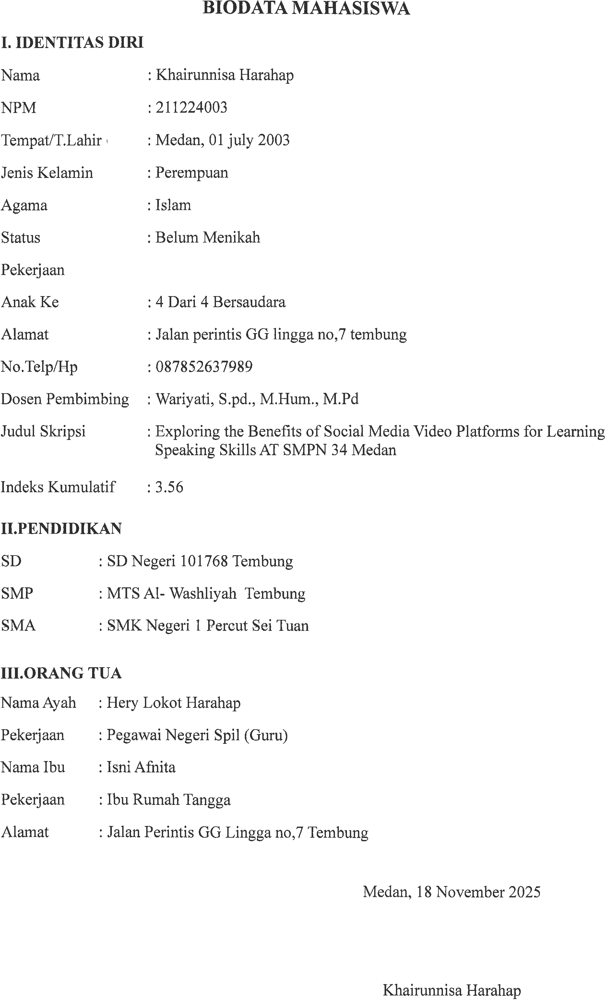 BIODATA MAHASISWA
I. IDENTITAS DIRI
Nama : Khairunnisa Harahap
NPM : 211224003
Tempat/T.Lahir : Medan, 01 july 2003
Jenis Kelamin : Perempuan
Agama : Islam
Status : Belum Menikah
Pekerjaan
Anak Ke : 4 Dari 4 Bersaudara
Alamat : Jalan perintis GG lingga no,7 tembung
No.Telp/Hp : 087852637989
Dosen Pembimbing : Wariyati, S.pd., M.Hum., M.Pd
Judul Skripsi : Exploring the Benefits of Social Media Video Platforms for Learning
Speaking Skills AT SMPN 34 Medan
Indeks Kumulatif : 3.56
II.PENDIDIKAN
SD : SD Negeri 101768 Tembung
SMP : MTS Al- Washliyah Tembung
SMA : SMK Negeri 1 Percut Sei Tuan
III.ORANG TUA
Nama Ayah : Hery Lokot Harahap
Pekerjaan : Pegawai Negeri Spil (Guru)
Nama Ibu : Isni Afnita
Pekerjaan : Ibu Rumah Tangga
Alamat : Jalan Perintis GG Lingga no,7 Tembung
Medan, 18 November 2025
Khairunnisa Harahap